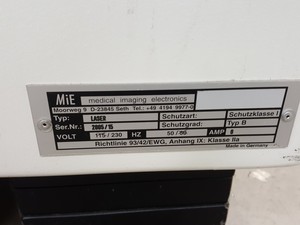 MiE medical imaging electronics
Moorweg 9 D-23845 Seth Tel.: +49 4194 9977-0
Typ: LASER Schutzart: Schutzklasse I
Ser.Nr.: 2005/15 Schutzgrad: Typ B
VOLT 115/230 HZ 50/60 AMP 8
Richtlinie 93/42/EWG, Anhang IX: Klasse IIa
Made in Germany